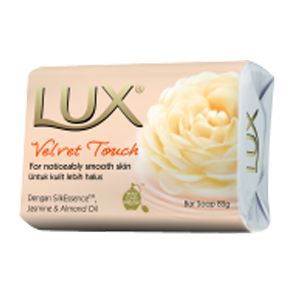 LUX
Velvet Touch
For noticeably smooth skin
Untuk kulit lebih halus
Dengan SilkEssence™,
Jasmine & Almond Oil
Bar Soap 85g